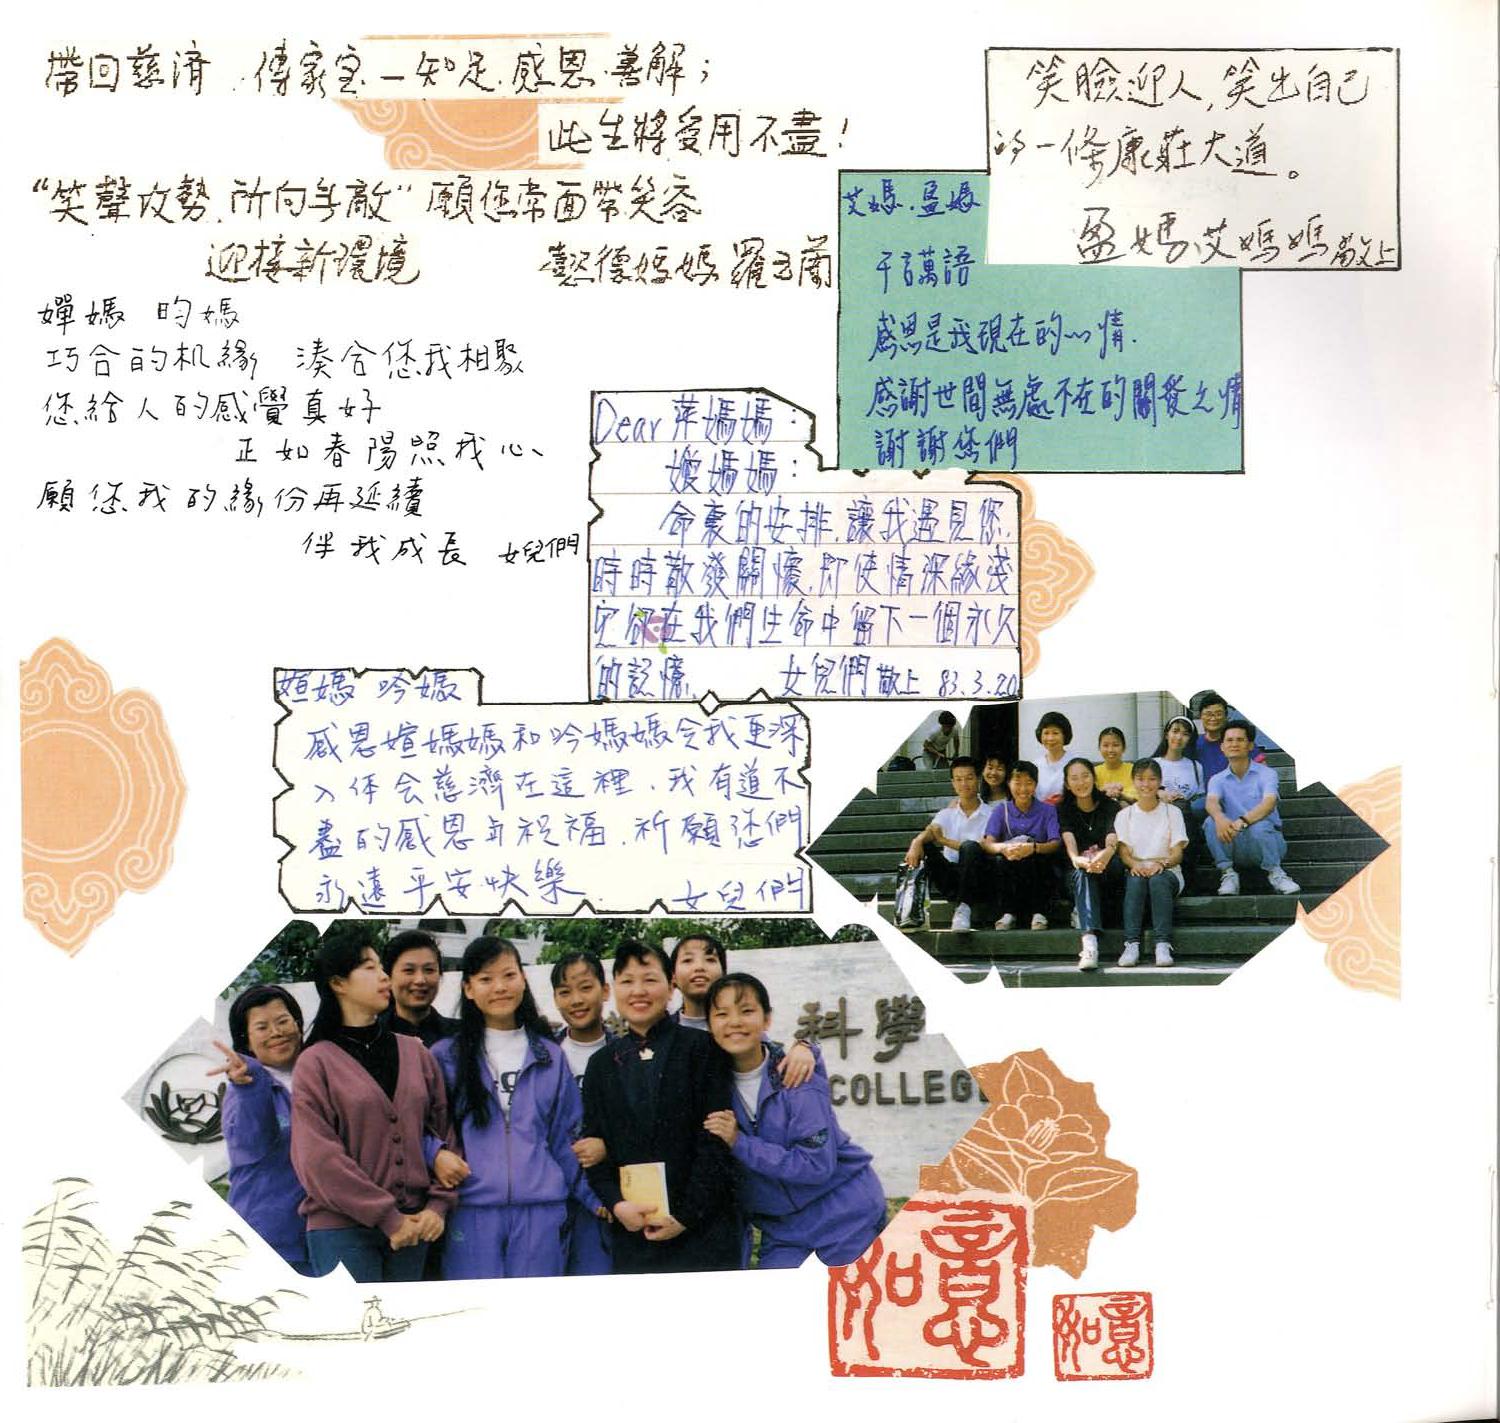 帶回慈濟．傳家宝—知足.感恩.善解；
此生將受用不盡！
“笑聲攻勢.所向無敵”願您常面帶笑容
迎接新環境
懿德媽媽 羅玉蘭
笑臉迎人,笑出自己
的一條康莊大道。
盈媽.艾媽媽敬上
艾媽.盈媽
千言萬語
感恩是我現在的心情.
感謝世間無處不在的關愛之情
謝謝您們
嬋媽 昀媽
巧合的机緣 湊合您我相聚
您給人的感覺真好
正如春陽照我心、
願您我的緣份再延續
伴我成長 女兒們
Dear 萍媽媽：
嬡媽媽：
命裏的安排,讓我遇見您,
時時散發關懷,即使情深緣淺
您卻在我們生命中留下一個永久
的記憶.
女兒們敬上 83.3.20
媗媽 吟媽
感恩媗媽媽和吟媽媽令我更深
入体会慈濟在這裡.我有道不
盡的感恩与祝福.祈願您們
永遠平安快樂.
女兒們
科學
COLLEG
如意
如意